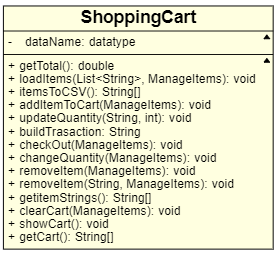 ShoppingCart
- dataName: datatype
+ getTotal(): double
+ loadItems(List<String>, ManageItems): void
+ itemsToCSV(): String[]
+ addItemToCart(ManageItems): void
+ updateQuantity(String, int): void
+ buildTrasaction: String
+ checkOut(ManageItems): void
+ changeQuantity(ManageItems): void
+ removeItem(ManageItems): void
+ removeItem(String, ManageItems): void
+ getitemStrings(): String[]
+ clearCart(ManageItems): void
+ showCart(): void
+ getCart(): String[]